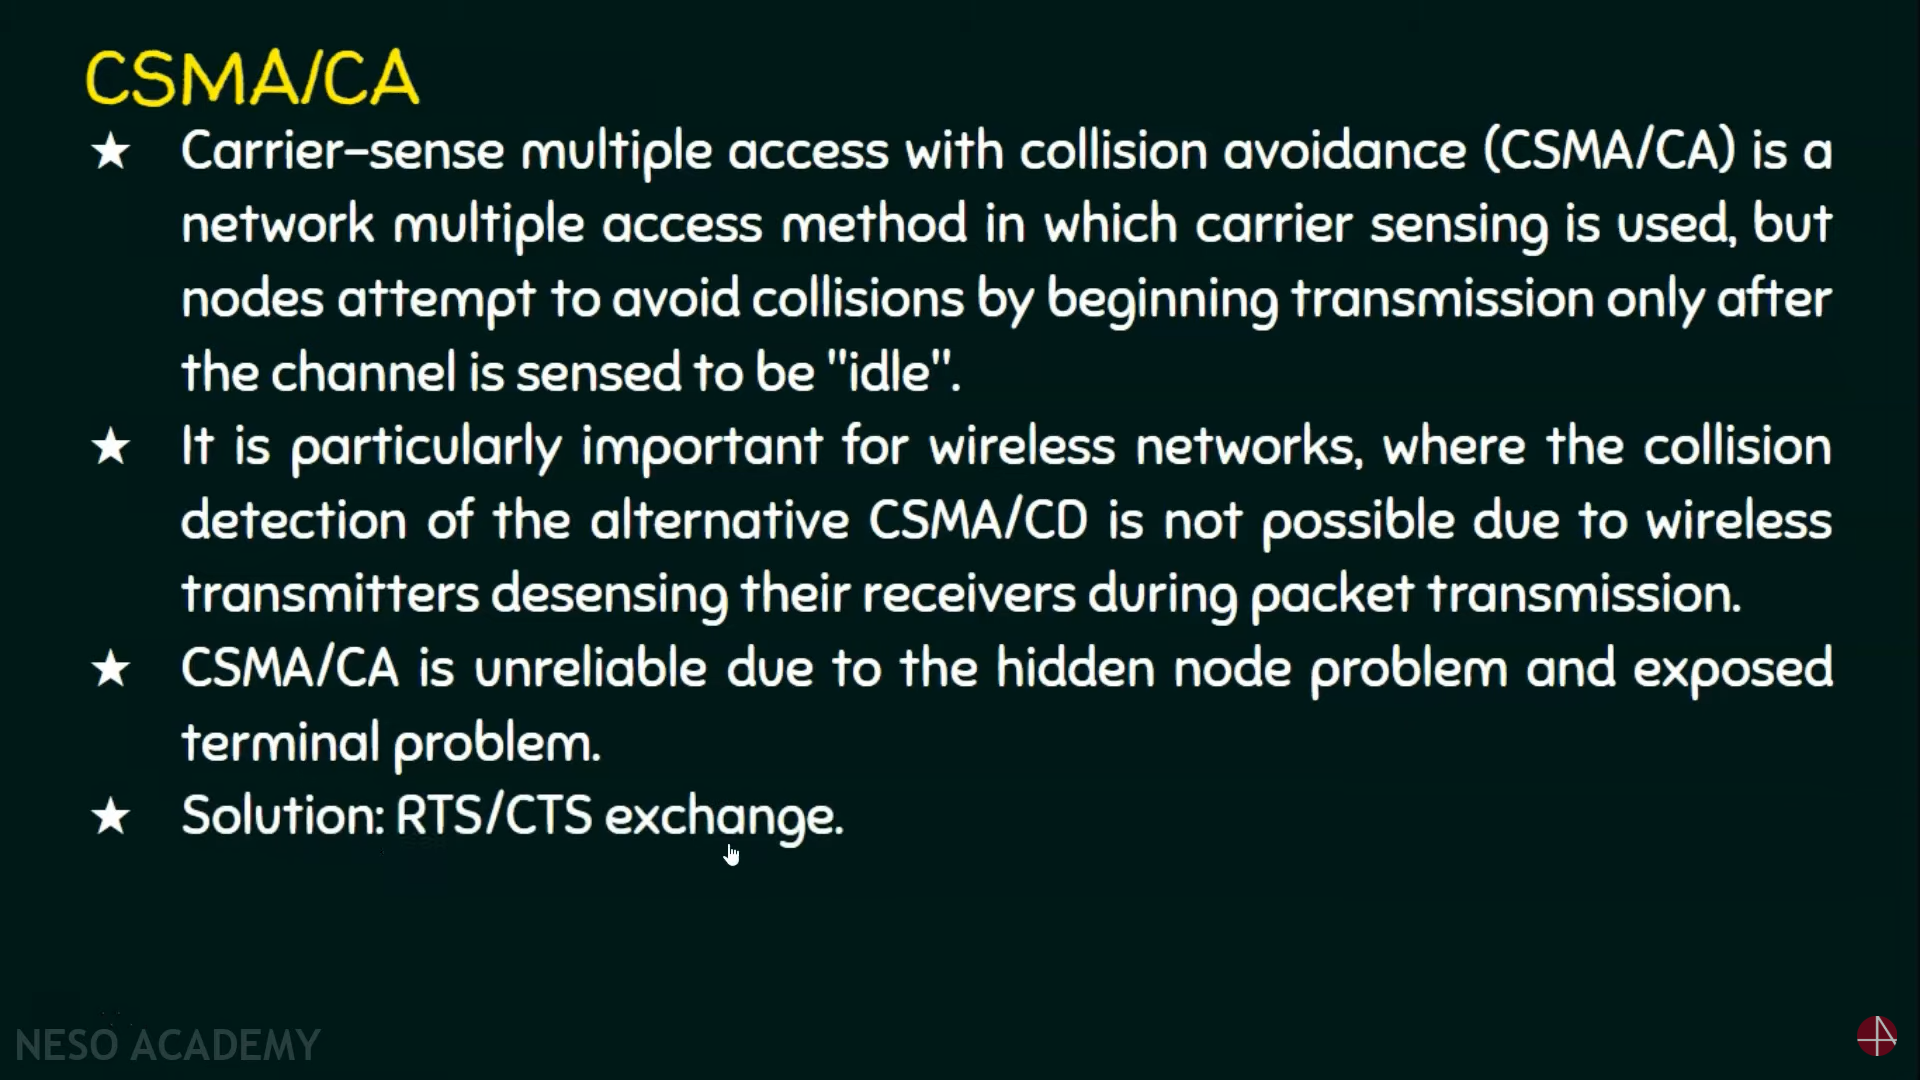 CSMA/CA
★ Carrier-sense multiple access with collision avoidance (CSMA/CA) is a
network multiple access method in which carrier sensing is used, but
nodes attempt to avoid collisions by beginning transmission only after
the channel is sensed to be "idle".
★ It is particularly important for wireless networks, where the collision
detection of the alternative CSMA/CD is not possible due to wireless
transmitters desensing their receivers during packet transmission.
★ CSMA/CA is unreliable due to the hidden node problem and exposed
terminal problem.
★ Solution: RTS/CTS exchange.
NESO ACADEMY